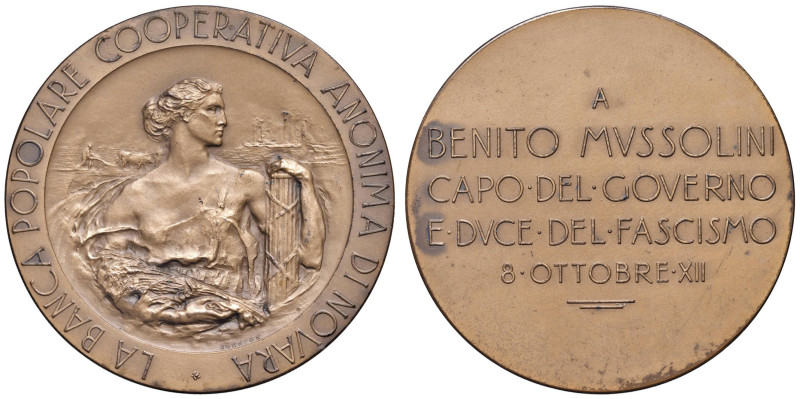 LA BANCA POPOLARE COOPERATIVA ANONIMA DI NOVARA
A
BENITO MVSSOLINI
CAPO·DEL·GOVERNO
E·DVCE·DEL·FASCISMO
8·OTTOBRE·XII